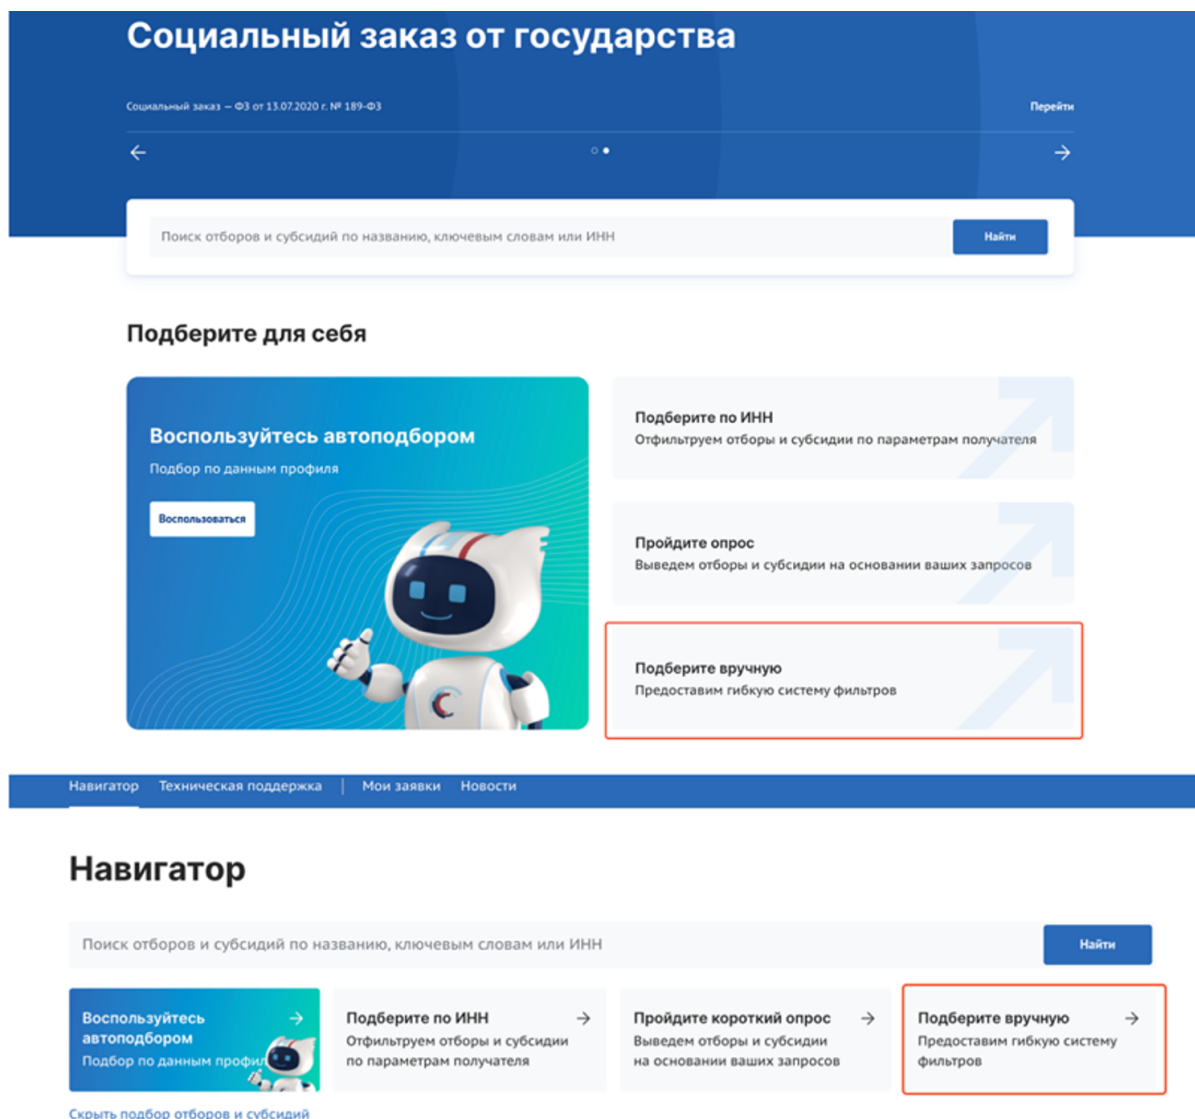 Социальный заказ от государства
Социальный заказ — ФЗ от 13.07.2020 г. № 189-ФЗ
Перейти
Поиск отборов и субсидий по названию, ключевым словам или ИНН
Найти
Подберите для себя
Воспользуйтесь автоподбором
Подбор по данным профиля
Воспользоваться
Подберите по ИНН
Отфильтруем отборы и субсидии по параметрам получателя
Пройдите опрос
Выведем отборы и субсидии на основании ваших запросов
Подберите вручную
Предоставим гибкую систему фильтров
Навигатор Техническая поддержка | Мои заявки Новости
Навигатор
Поиск отборов и субсидий по названию, ключевым словам или ИНН
Найти
Воспользуйтесь
автоподбором
Подбор по данным профил
Подберите по ИНН
Отфильтруем отборы и субсидии
по параметрам получателя
Пройдите короткий опрос
Выведем отборы и субсидии
на основании ваших запросов
Подберите вручную
Предоставим гибкую систему
фильтров
Скрыть подбор отборов и субсидий